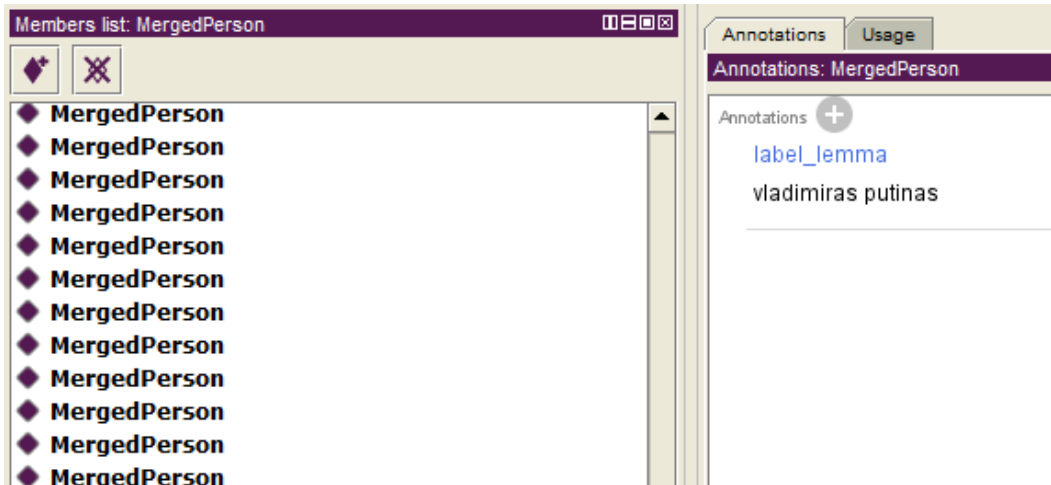 Members list: MergedPerson
MergedPerson
MergedPerson
MergedPerson
MergedPerson
MergedPerson
MergedPerson
MergedPerson
MergedPerson
MergedPerson
MergedPerson
MergedPerson
MergedPerson
Annotations Usage
Annotations: MergedPerson
Annotations
label_lemma
vladimiras putinas